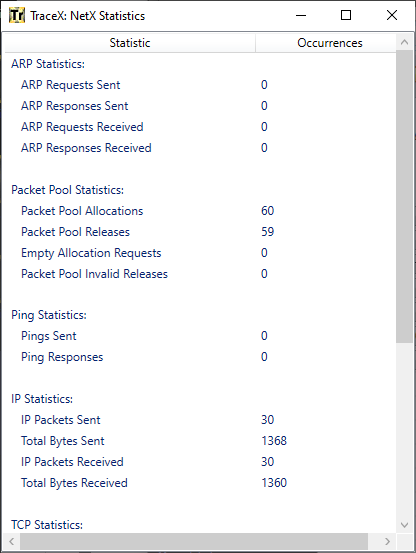 Tr TraceX: NetX Statistics
Statistic Occurrences
ARP Statistics:
ARP Requests Sent 0
ARP Responses Sent 0
ARP Requests Received 0
ARP Responses Received 0
Packet Pool Statistics:
Packet Pool Allocations 60
Packet Pool Releases 59
Empty Allocation Requests 0
Packet Pool Invalid Releases 0
Ping Statistics:
Pings Sent 0
Ping Responses 0
IP Statistics:
IP Packets Sent 30
Total Bytes Sent 1368
IP Packets Received 30
Total Bytes Received 1360
TCP Statistics: